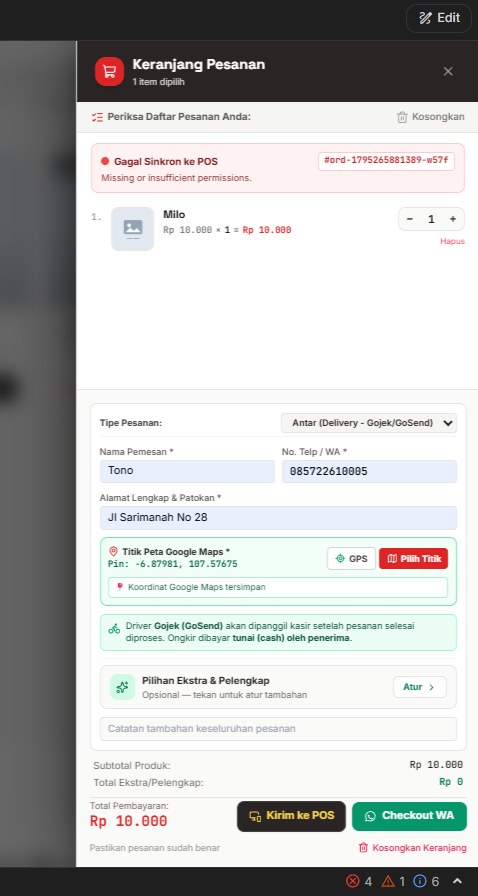 Edit
Keranjang Pesanan
1 item dipilih
Periksa Daftar Pesanan Anda:
Kosongkan
Gagal Sinkron ke POS
#ord-1795265881389-w57f
Missing or insufficient permissions.
1.
Milo
Rp 10.000 × 1 = Rp 10.000
− 1 +
Hapus
Tipe Pesanan:
Antar (Delivery - Gojek/GoSend)
Nama Pemesan *
No. Telp / WA *
Tono
085722610005
Alamat Lengkap & Patokan *
Jl Sarimanah No 28
Titik Peta Google Maps *
Pin: -6.87981, 107.57675
GPS
Pilih Titik
Koordinat Google Maps tersimpan
Driver Gojek (GoSend) akan dipanggil kasir setelah pesanan selesai
diproses. Ongkir dibayar tunai (cash) oleh penerima.
Pilihan Ekstra & Pelengkap
Opsional — tekan untuk atur tambahan
Atur
Catatan tambahan keseluruhan pesanan
Subtotal Produk:
Rp 10.000
Total Ekstra/Pelengkap:
Rp 0
Total Pembayaran:
Rp 10.000
Kirim ke POS
Checkout WA
Pastikan pesanan sudah benar
Kosongkan Keranjang
4 1 6